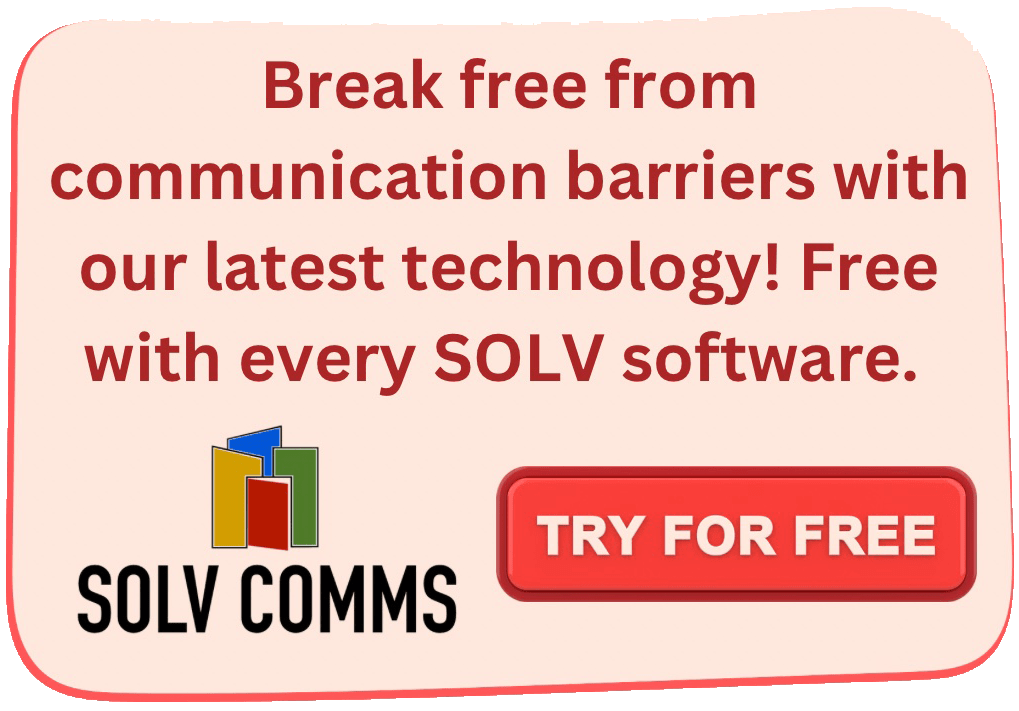 Break free from
communication barriers with
our latest technology! Free
with every SOLV software.
TRY FOR FREE
SOLV COMMS